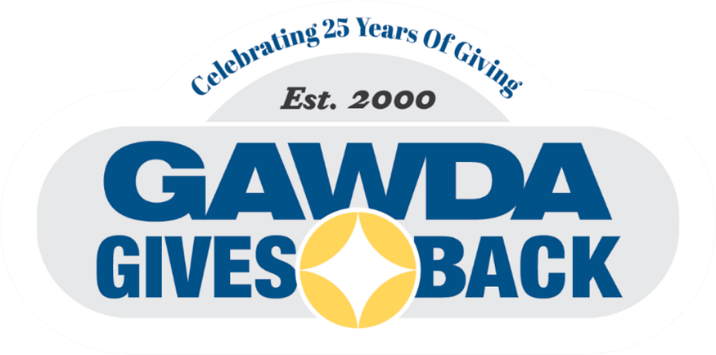 Celebrating 25 Years Of Giving
Est. 2000
GAWDA
GIVES BACK